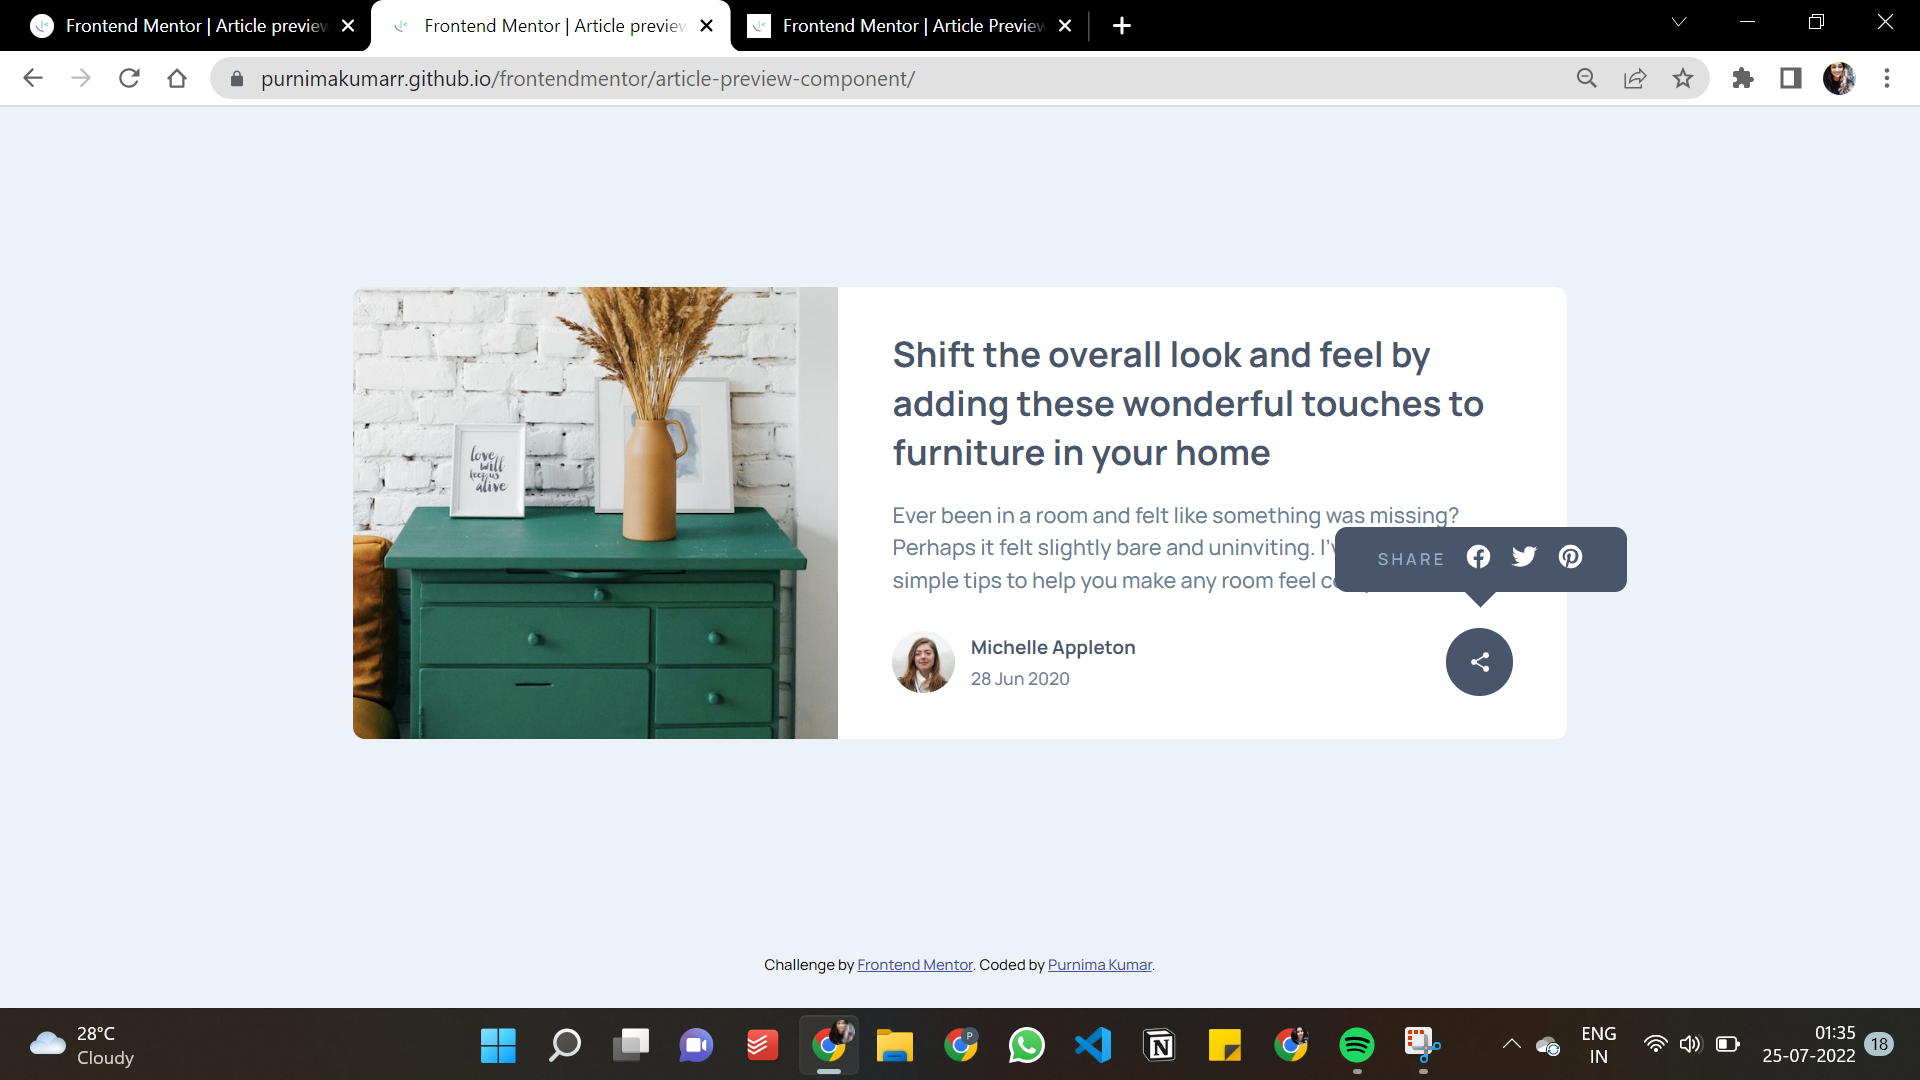 Frontend Mentor | Article preview
Frontend Mentor | Article preview
Frontend Mentor | Article Preview
purnimakumarr.github.io/frontendmentor/article-preview-component/
love
will
keep us
alive
Shift the overall look and feel by
adding these wonderful touches to
furniture in your home
Ever been in a room and felt like something was missing?
Perhaps it felt slightly bare and uninviting. I'
simple tips to help you make any room feel
SHARE
Michelle Appleton
28 Jun 2020
Challenge by Frontend Mentor. Coded by Purnima Kumar.
28°C
Cloudy
P
ENG
IN
01:35
25-07-2022
18